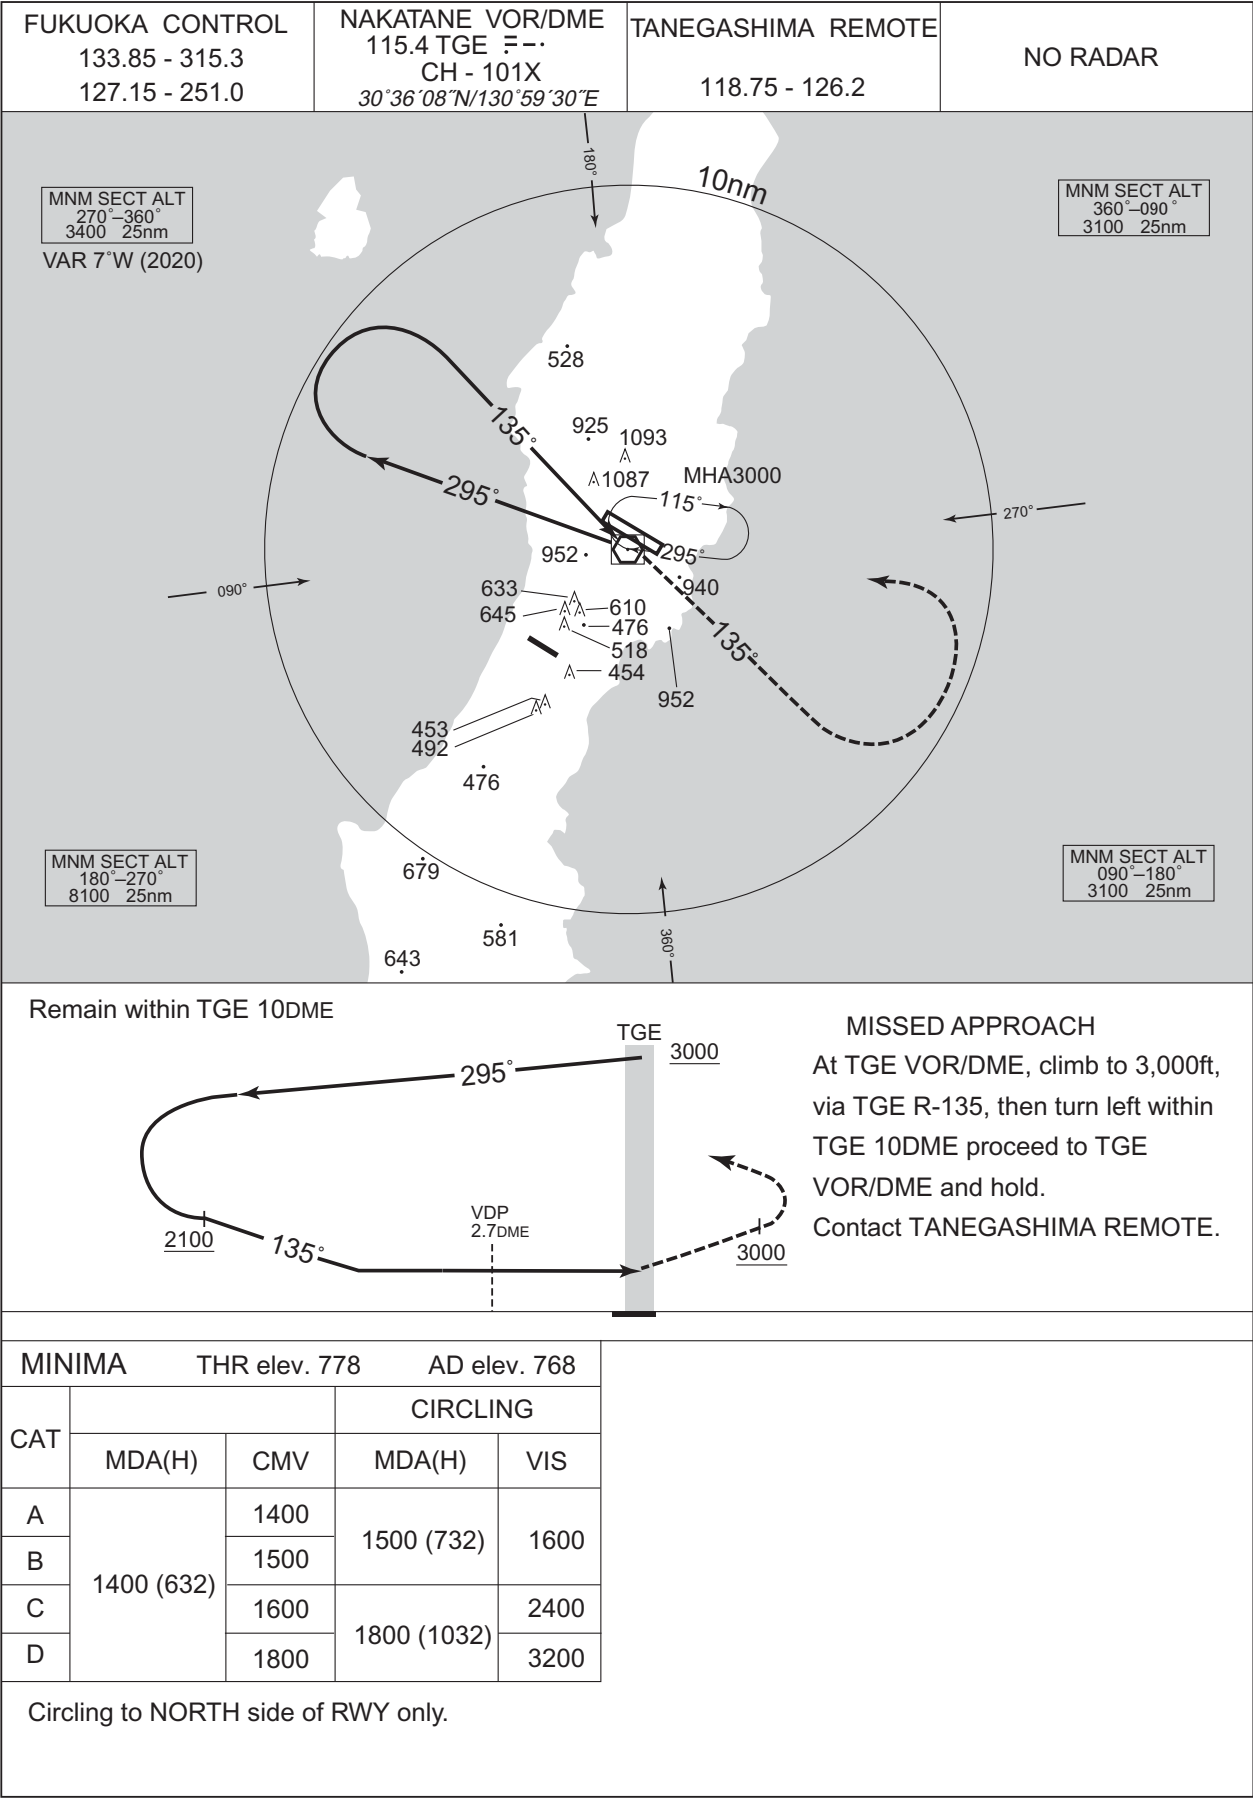 FUKUOKA CONTROL
133.85 - 315.3
127.15 - 251.0
NAKATANE VOR/DME
115.4 TGE
CH - 101X
30°36´08˝N/130°59´30˝E
TANEGASHIMA REMOTE
118.75 - 126.2
NO RADAR
180°
10nm
MNM SECT ALT
270°–360°
3400 25nm
VAR 7°W (2020)
MNM SECT ALT
360°–090°
3100 25nm
528
135°
925
1093
1087
MHA3000
115°
295°
270°
952
295°
090°
940
633
645
610
476
518
135°
454
952
453
492
476
MNM SECT ALT
180°–270°
8100 25nm
679
MNM SECT ALT
090°–180°
3100 25nm
581
643
360°
Remain within TGE 10DME
TGE
3000
295°
2100
135°
VDP
2.7DME
3000
MISSED APPROACH
At TGE VOR/DME, climb to 3,000ft,
via TGE R-135, then turn left within
TGE 10DME proceed to TGE
VOR/DME and hold.
Contact TANEGASHIMA REMOTE.
MINIMA THR elev. 778 AD elev. 768
CAT
CIRCLING
MDA(H) CMV MDA(H) VIS
A
1400
B
1500
1500 (732)
1600
1400 (632)
C
1600
2400
1800 (1032)
D
1800
3200
Circling to NORTH side of RWY only.